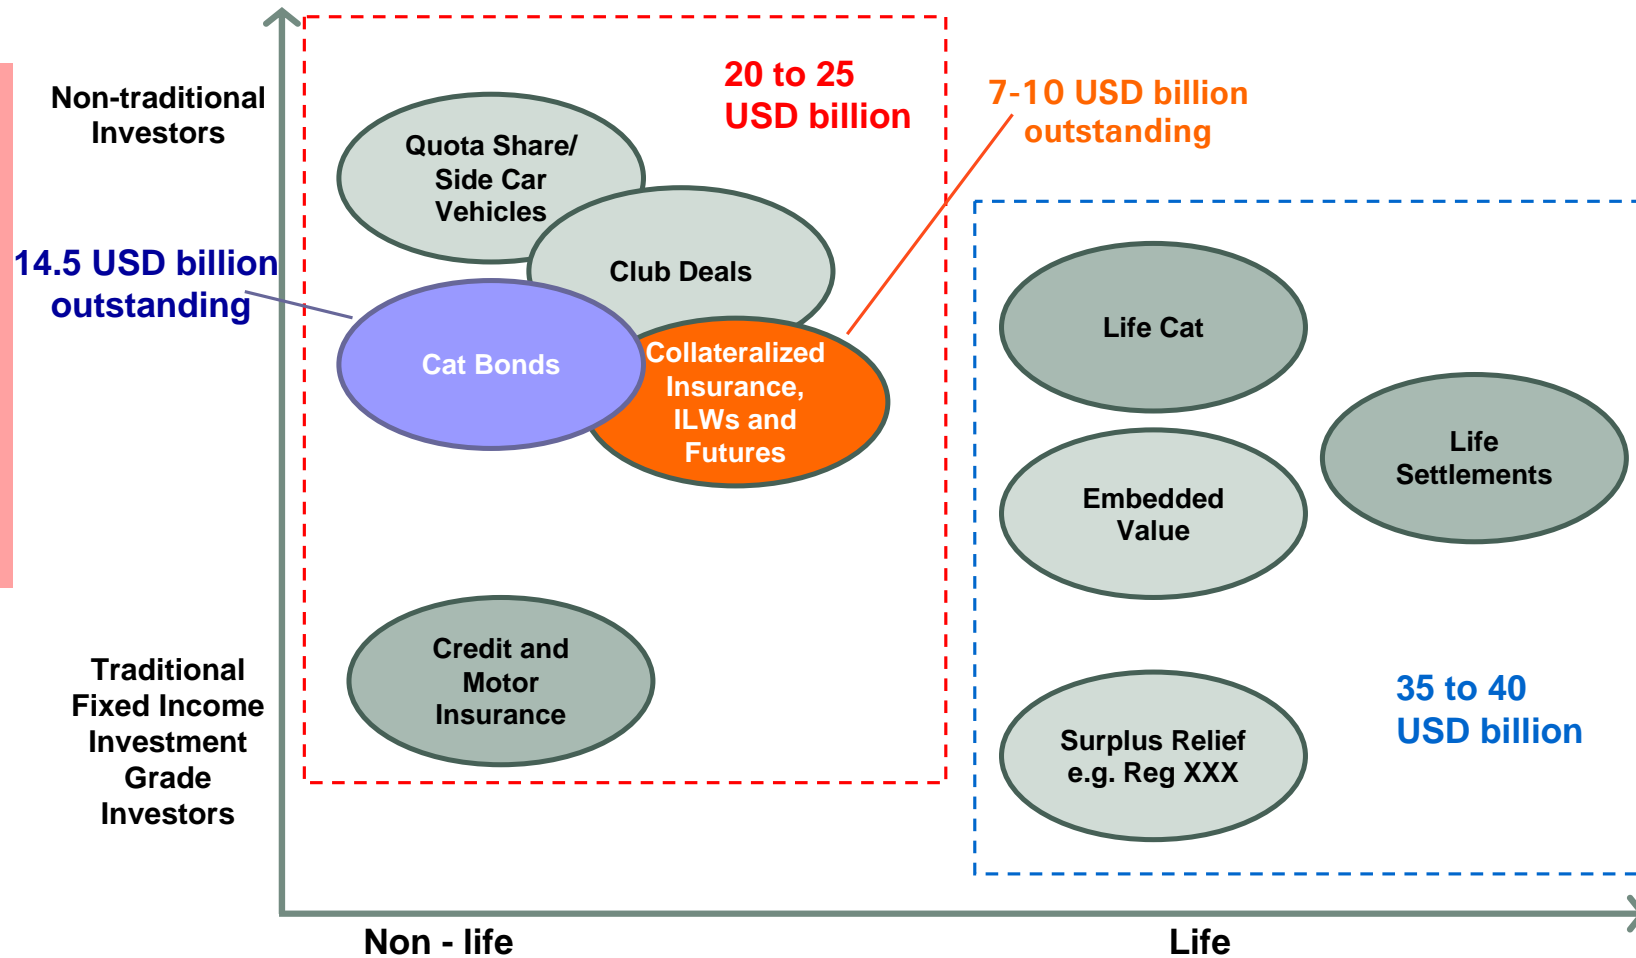 Non-traditional
Investors
20 to 25
USD billion
7-10 USD billion
outstanding
Quota Share/
Side Car
Vehicles
14.5 USD billion
outstanding
Club Deals
Cat Bonds
Collateralized
Insurance,
ILWs and
Futures
Life Cat
Life
Settlements
Embedded
Value
Traditional
Fixed Income
Investment
Grade
Investors
Credit and
Motor
Insurance
35 to 40
USD billion
Surplus Relief
e.g. Reg XXX
Non - life
Life